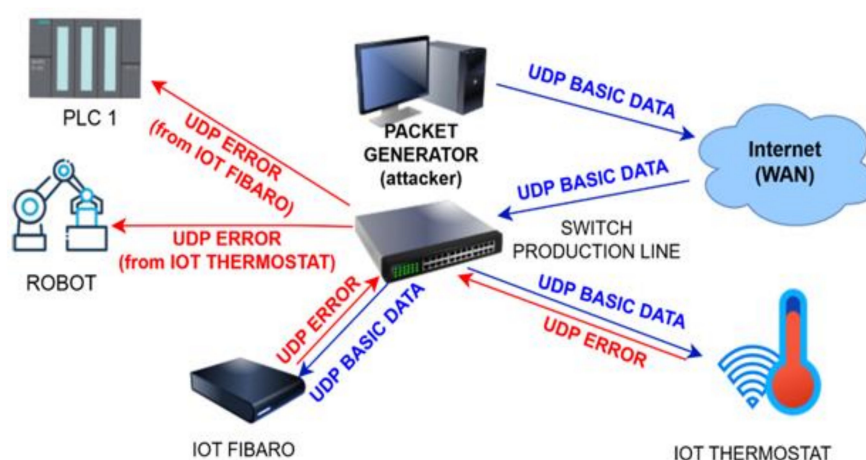 PLC 1
UDP ERROR
(from IOT FIBARO)
PACKET
GENERATOR
(attacker)
UDP BASIC DATA
Internet
(WAN)
UDP BASIC DATA
SWITCH
PRODUCTION LINE
ROBOT
UDP ERROR
(from IOT THERMOSTAT)
UDP ERROR
UDP BASIC DATA
UDP BASIC DATA
UDP ERROR
IOT FIBARO
IOT THERMOSTAT